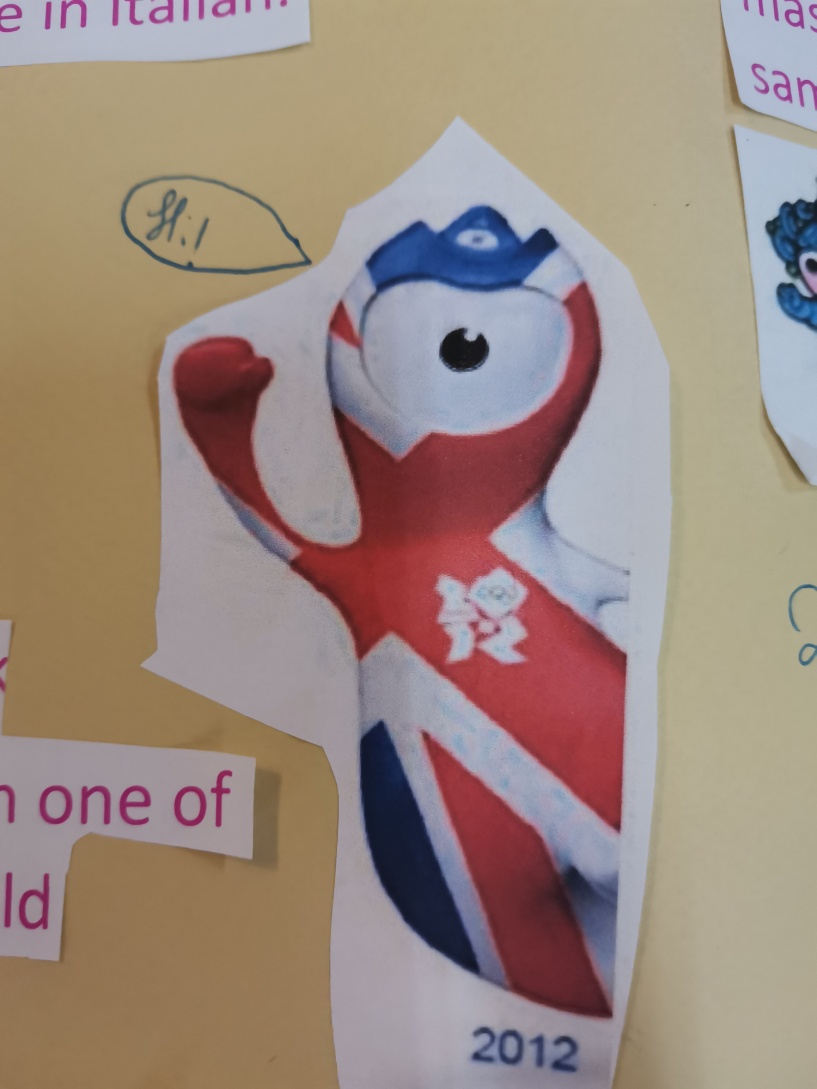 e in Italian.
mas
sam
Hi!
n one of
ld
2012